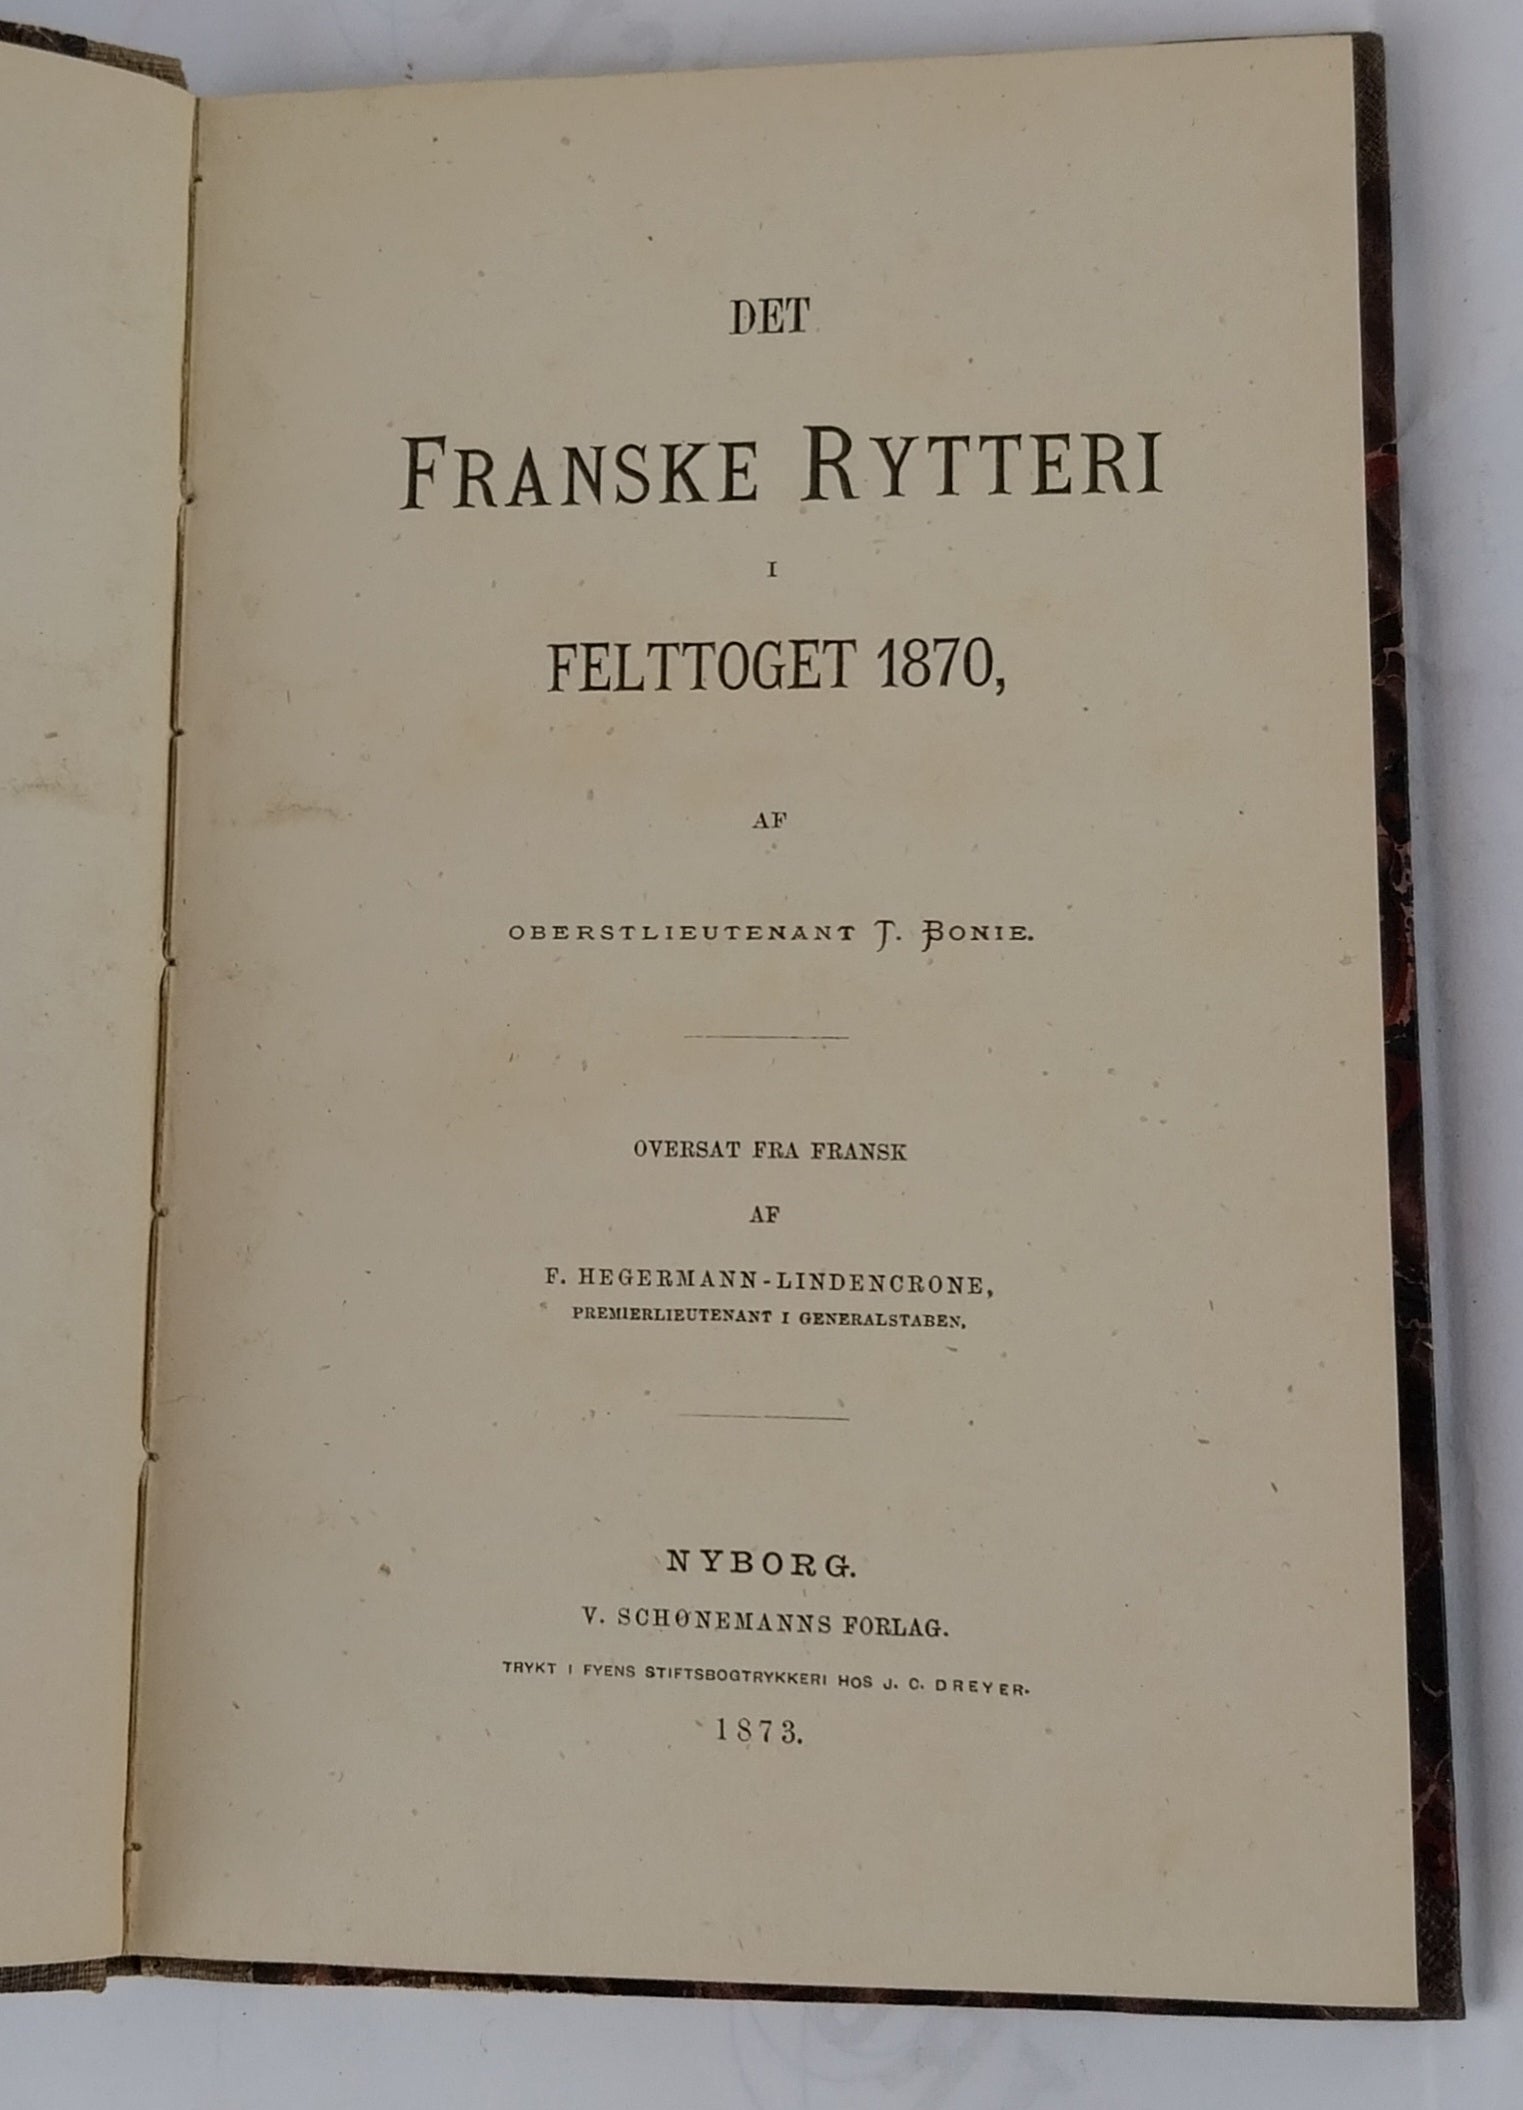 DET
FRANSKE RYTTERI
I
FELTTOGET 1870,
AF
OBERSTLIEUTENANT T. BONIE.
OVERSAT FRA FRANSK
AF
F. HEGERMANN-LINDENCRONE,
PREMIERLIEUTENANT I GENERALSTABEN.
NYBORG.
V. SCHØNEMANNS FORLAG.
TRYKT I FYENS STIFTSBOGTRYKKERI HOS J. C. DREYER.
1873.